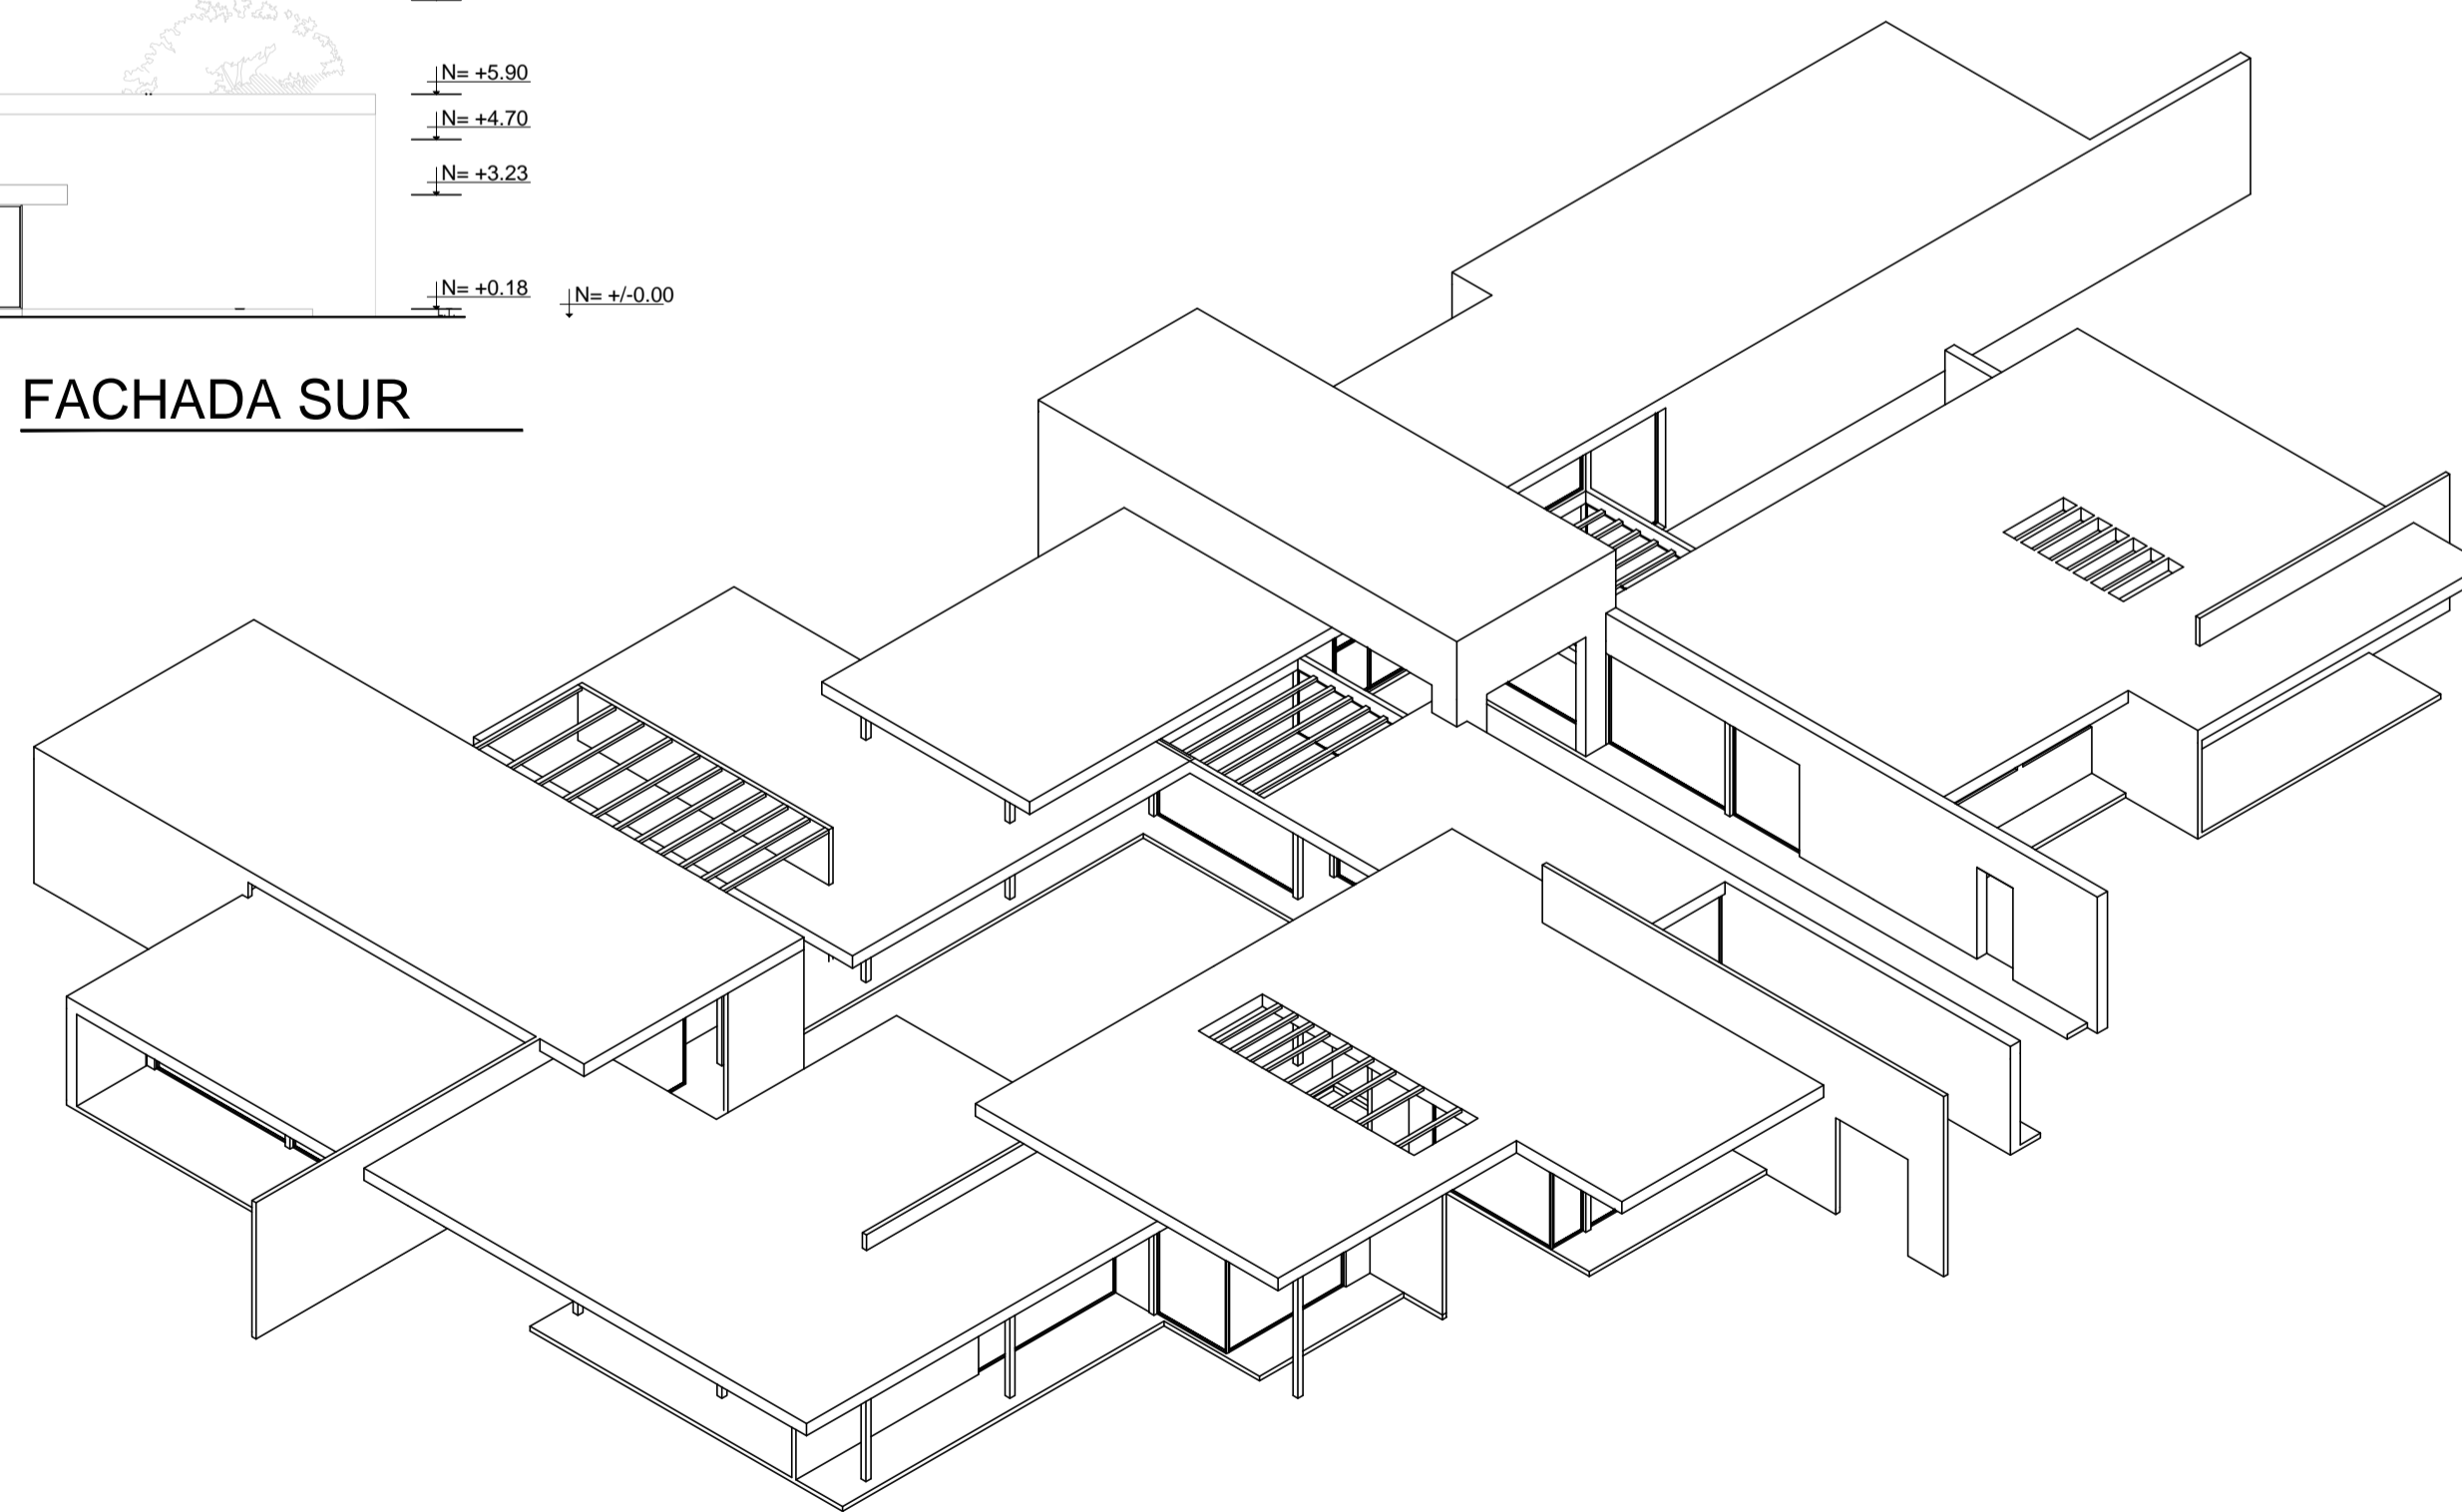 N= +5.90
N= +4.70
N= +3.23
N= +0.18
N= +/-0.00
FACHADA SUR